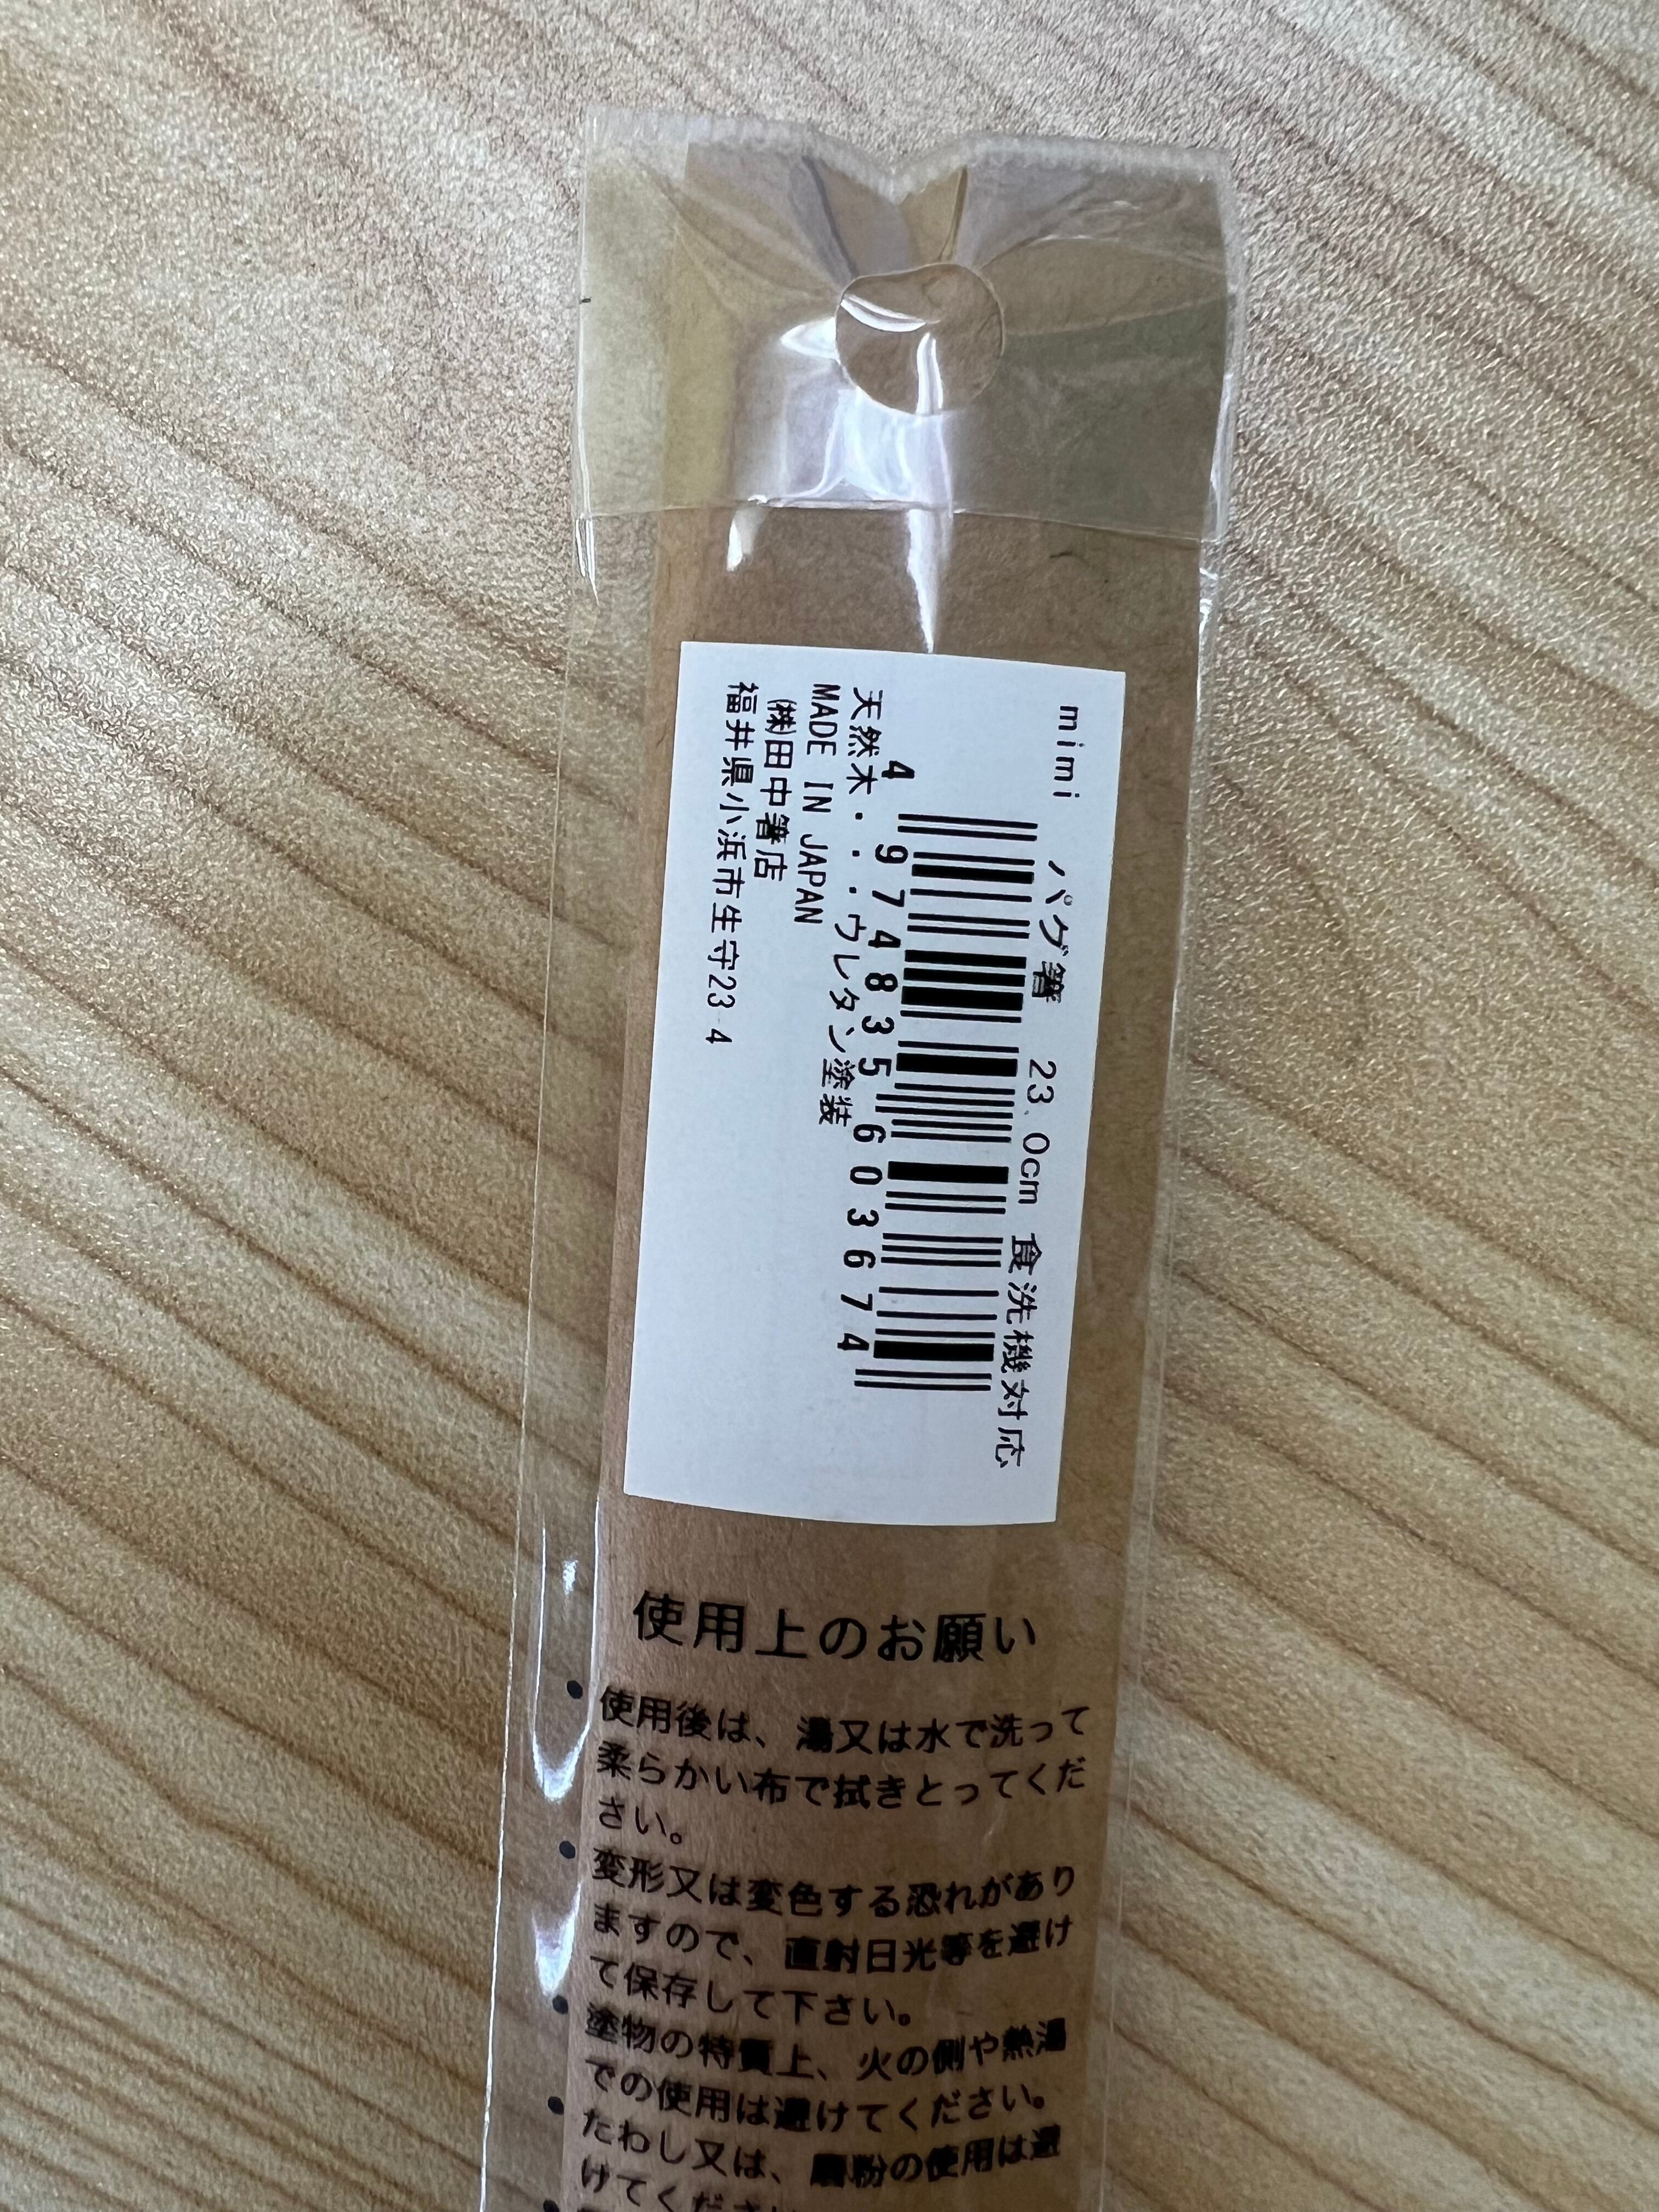 mimi パグ箸 23.0cm 食洗機対応
4974835603674
天然木・・・ウレタン塗装
MADE IN JAPAN
㈱田中箸店
福井県小浜市生守23-4
使用上のお願い
・使用後は、湯又は水で洗って
柔らかい布で拭きとってくだ
さい。
・変形又は変色する恐れがあり
ますので、直射日光等を避け
て保存して下さい。
・塗物の特質上、火の側や熱湯
での使用は避けてください。
・たわし又は、磨粉の使用は避
けてくださ